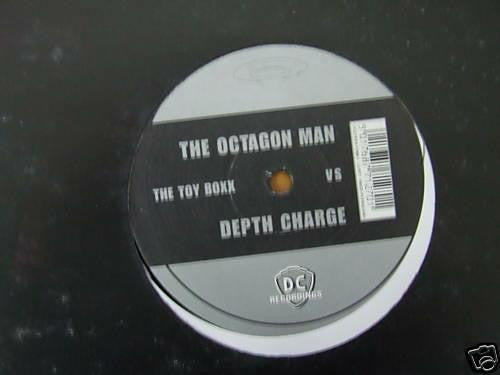 THE OCTAGON MAN
THE TOY BOXX VS
DEPTH CHARGE
DC
RECORDINGS